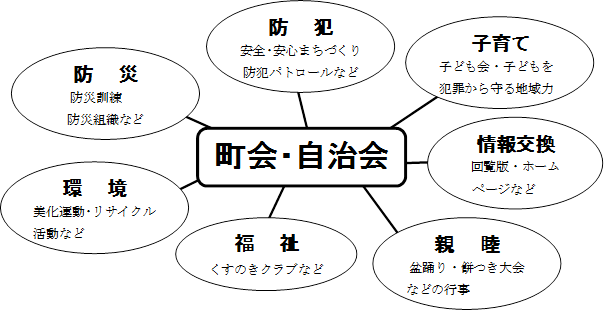 防 犯
安全・安心まちづくり
防犯パトロールなど
子育て
子ども会・子どもを
犯罪から守る地域力
防 災
防災訓練
防災組織など
町会・自治会
情報交換
回覧版・ホーム
ページなど
環 境
美化運動・リサイクル
活動など
福 祉
くすのきクラブなど
親 睦
盆踊り・餅つき大会
などの行事